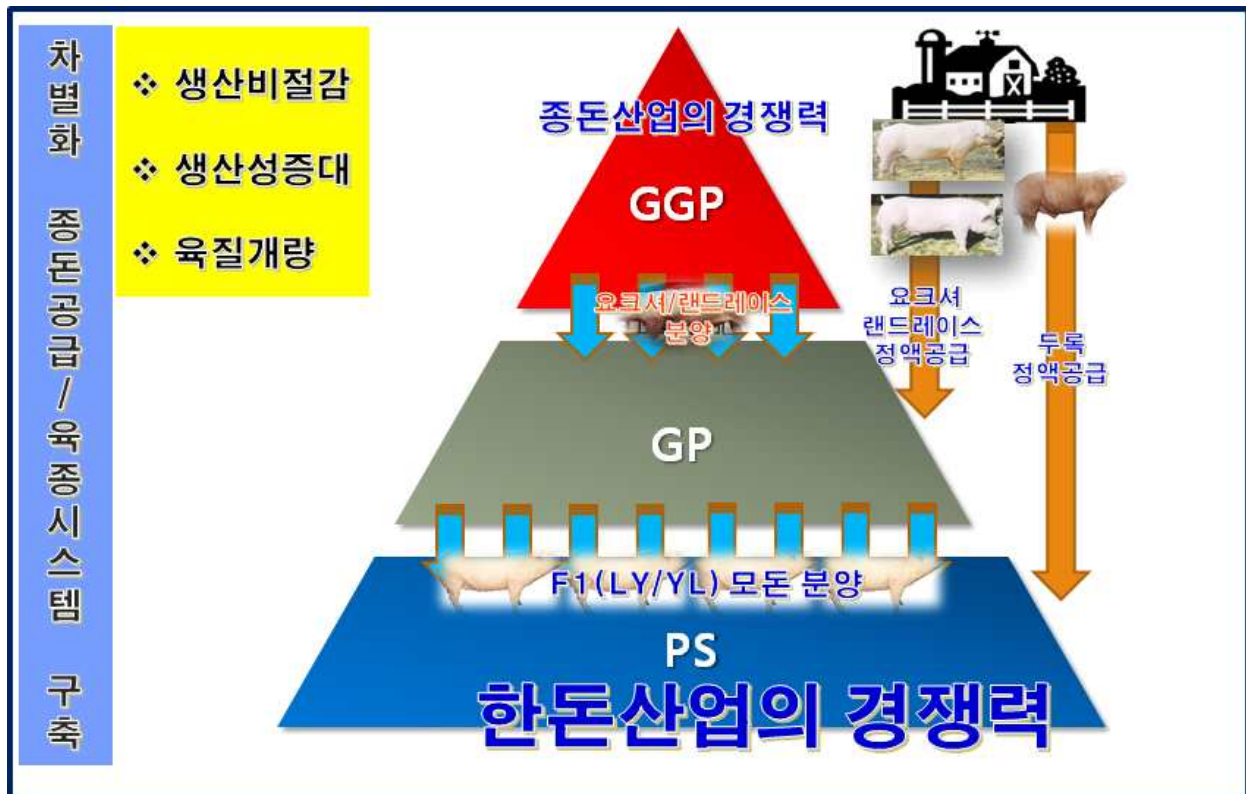 차별화 종돈공급/육종시스템 구축
❖ 생산비절감
❖ 생산성증대
❖ 육질개량
종돈산업의 경쟁력
GGP
요크셔/랜드레이스
분양
요크셔
랜드레이스
정액공급
두록
정액공급
GP
F1(LY/YL) 모돈 분양
PS
한돈산업의 경쟁력